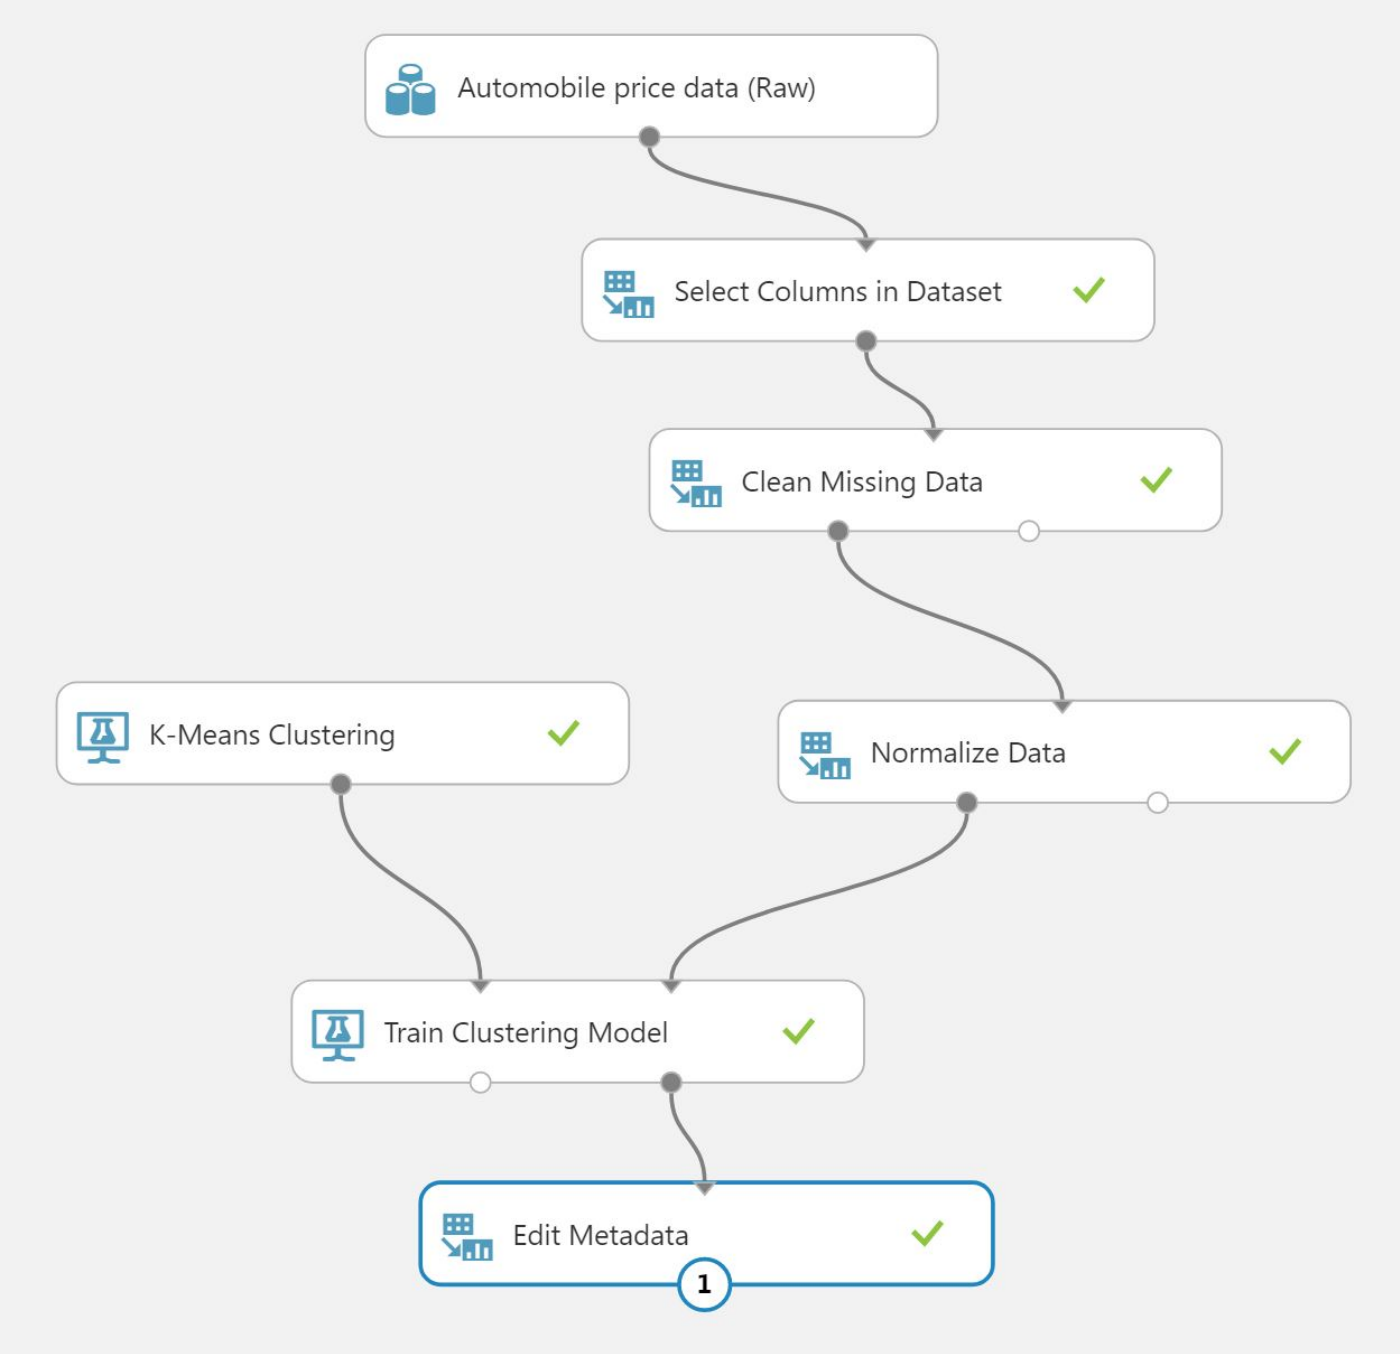 Automobile price data (Raw)
Select Columns in Dataset
Clean Missing Data
K-Means Clustering
Normalize Data
Train Clustering Model
Edit Metadata
1